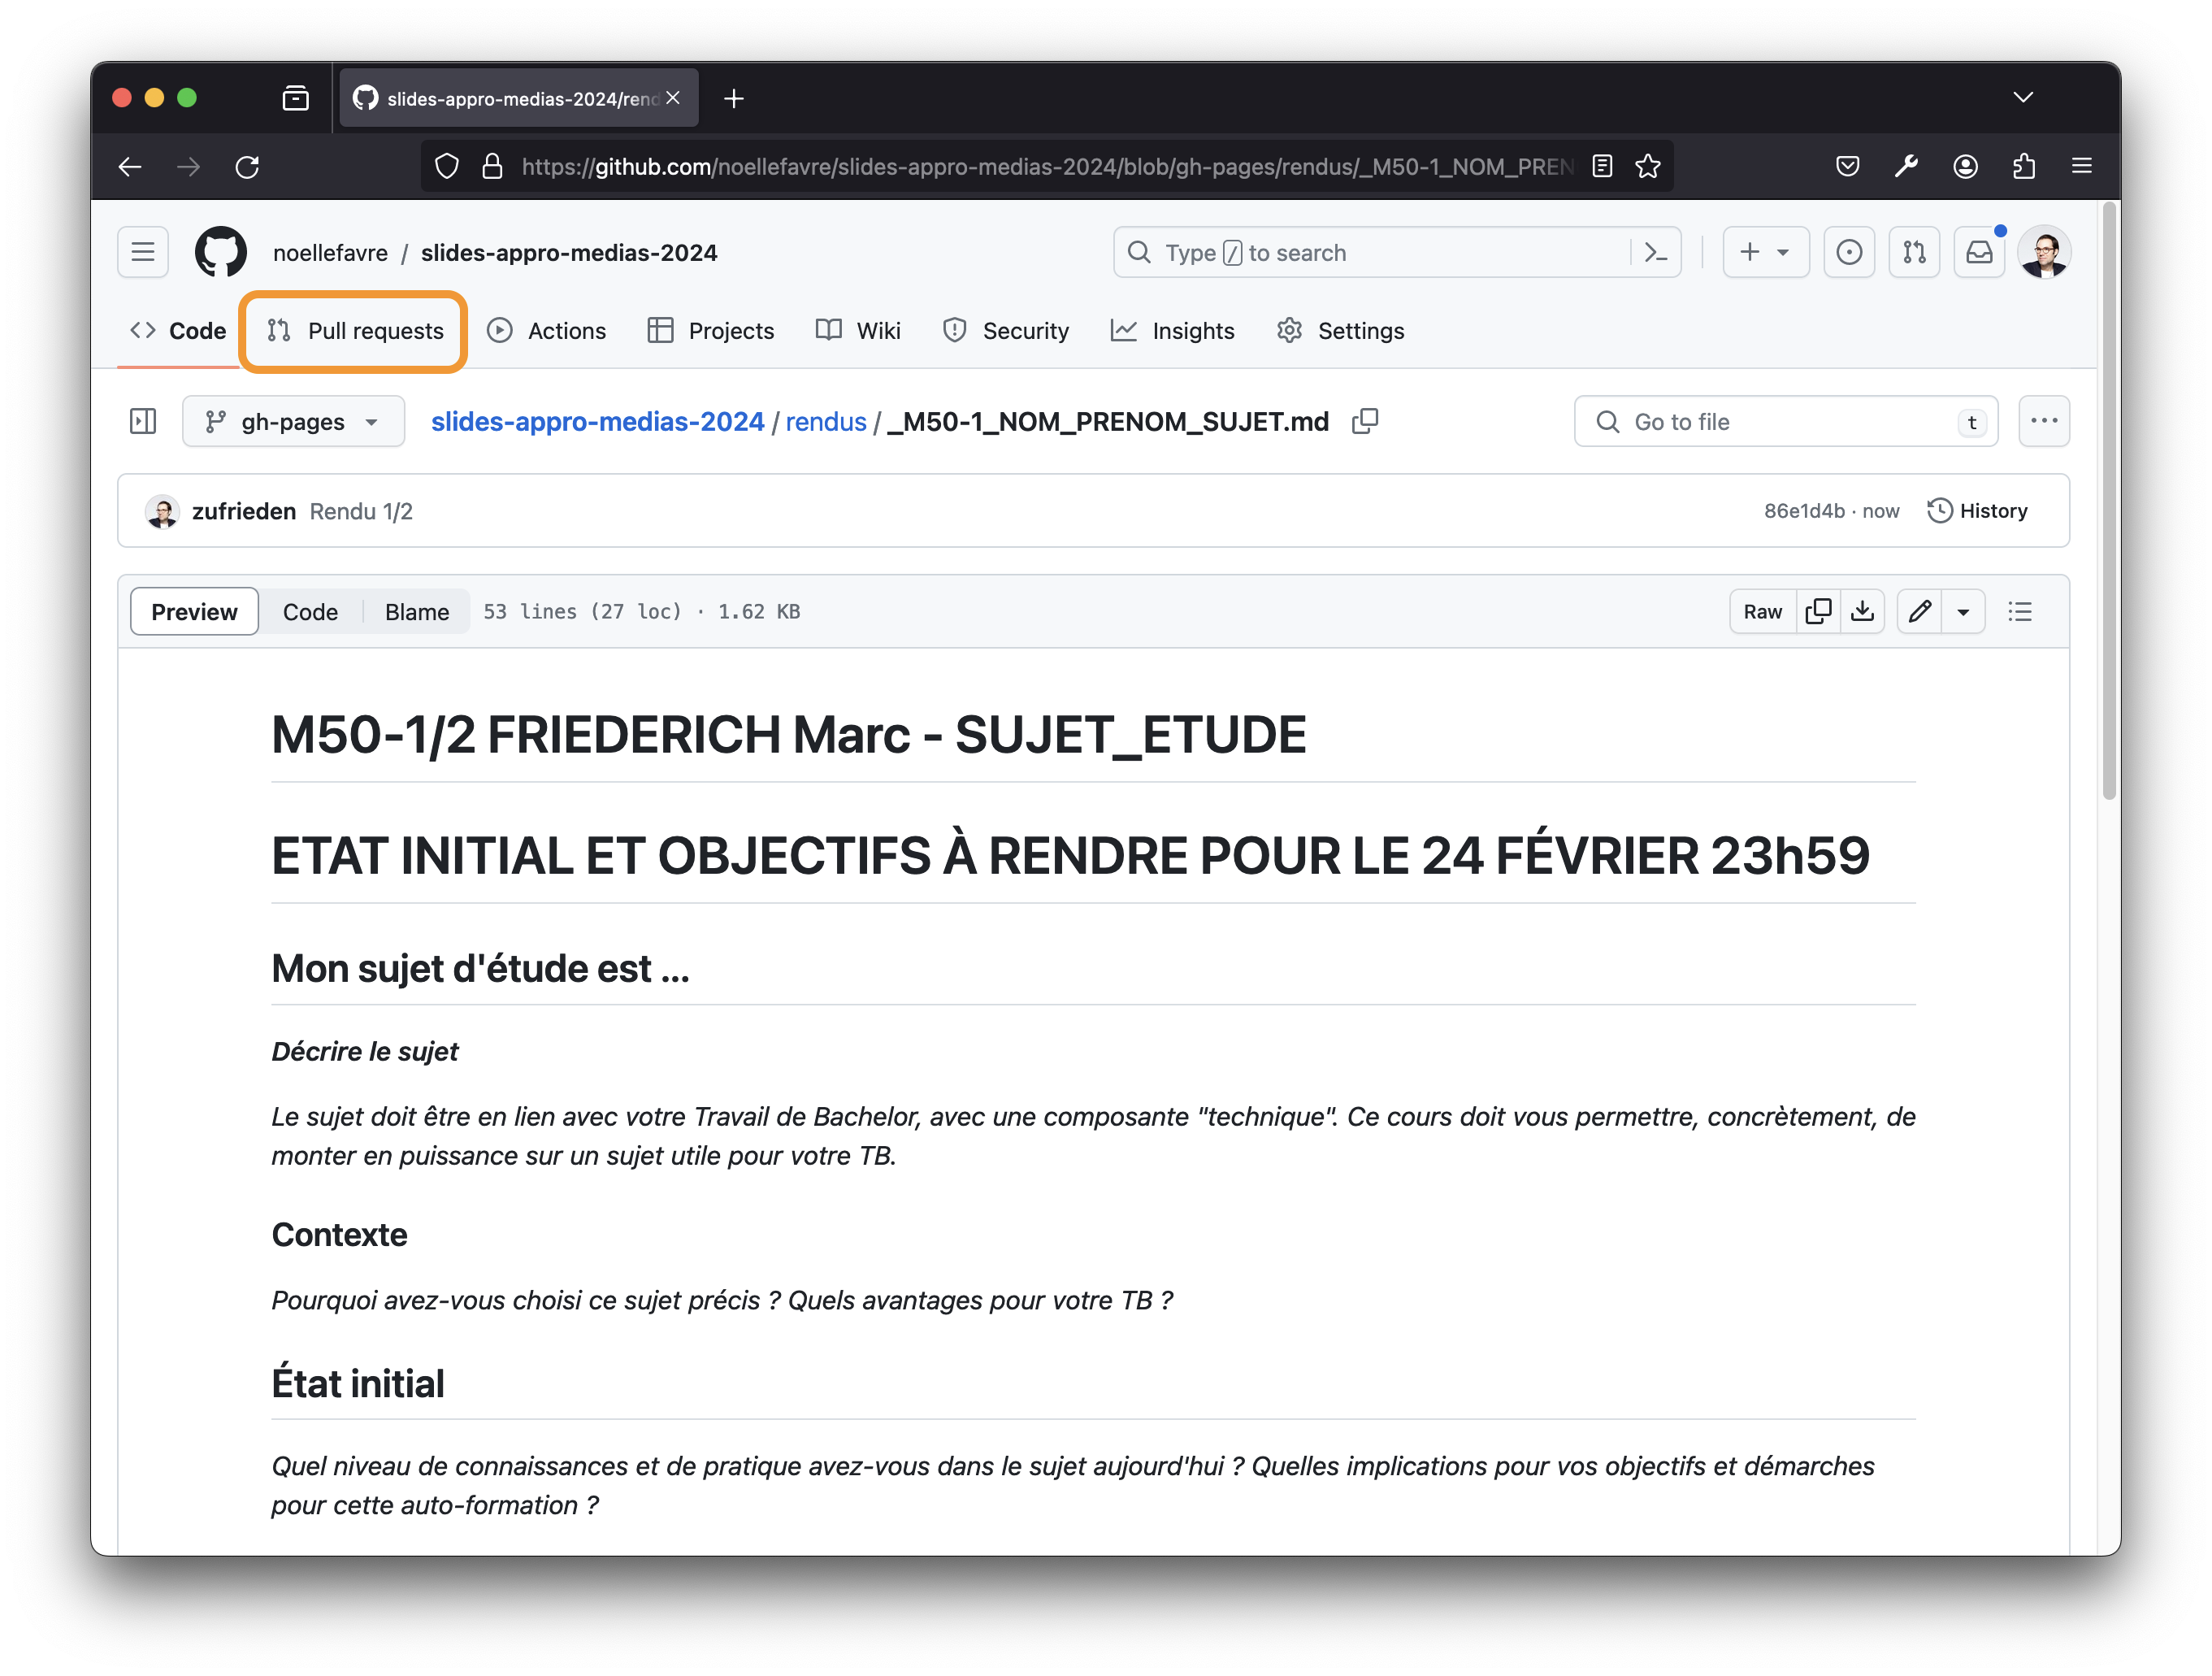 slides-appro-medias-2024/rend
https://github.com/noellefavre/slides-appro-medias-2024/blob/gh-pages/rendus/_M50-1_NOM_PREN
noellefavre / slides-appro-medias-2024
Type / to search
Code Pull requests Actions Projects Wiki Security Insights Settings
gh-pages slides-appro-medias-2024 / rendus / _M50-1_NOM_PRENOM_SUJET.md Go to file t
zufrieden Rendu 1/2 86e1d4b · now History
Preview Code Blame 53 lines (27 loc) · 1.62 KB Raw
M50-1/2 FRIEDERICH Marc - SUJET_ETUDE
ETAT INITIAL ET OBJECTIFS À RENDRE POUR LE 24 FÉVRIER 23h59
Mon sujet d'étude est ...
Décrire le sujet
Le sujet doit être en lien avec votre Travail de Bachelor, avec une composante "technique". Ce cours doit vous permettre, concrètement, de
monter en puissance sur un sujet utile pour votre TB.
Contexte
Pourquoi avez-vous choisi ce sujet précis ? Quels avantages pour votre TB ?
État initial
Quel niveau de connaissances et de pratique avez-vous dans le sujet aujourd'hui ? Quelles implications pour vos objectifs et démarches
pour cette auto-formation ?